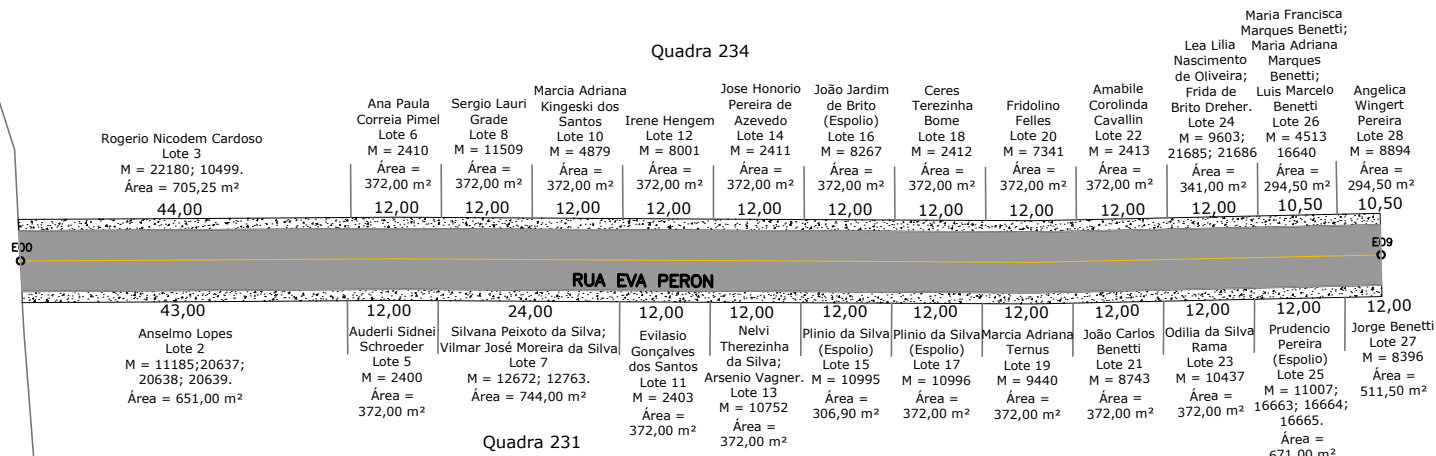 Quadra 234
Rogerio Nicodem Cardoso
Lote 3
M = 22180; 10499.
Área = 705,25 m²
44,00
Ana Paula
Correia Pimel
Lote 6
M = 2410
Área =
372,00 m²
12,00
Sergio Lauri
Grade
Lote 8
M = 11509
Área =
372,00 m²
12,00
Marcia Adriana
Kingeski dos
Santos
Lote 10
M = 4879
Área =
372,00 m²
12,00
Irene Hengem
Lote 12
M = 8001
Área =
372,00 m²
12,00
Jose Honorio
Pereira de
Azevedo
Lote 14
M = 2411
Área =
372,00 m²
12,00
João Jardim
de Brito
(Espolio)
Lote 16
M = 8267
Área =
372,00 m²
12,00
Ceres
Terezinha
Bome
Lote 18
M = 2412
Área =
372,00 m²
12,00
Fridolino
Felles
Lote 20
M = 7341
Área =
372,00 m²
12,00
Amabile
Corolinda
Cavallin
Lote 22
M = 2413
Área =
372,00 m²
12,00
Lea Lilia
Nascimento
de Oliveira;
Frida de
Brito Dreher.
Lote 24
M = 9603;
21685; 21686
Área =
341,00 m²
12,00
Maria Francisca
Marques Benetti;
Maria Adriana
Marques
Benetti;
Luis Marcelo
Benetti
Lote 26
M = 4513
16640
Área =
294,50 m²
10,50
Angelica
Wingert
Pereira
Lote 28
M = 8894
Área =
294,50 m²
10,50
E00
E09
RUA EVA PERON
43,00
Anselmo Lopes
Lote 2
M = 11185;20637;
20638; 20639.
Área = 651,00 m²
12,00
Auderli Sidnei
Schroeder
Lote 5
M = 2400
Área =
372,00 m²
24,00
Silvana Peixoto da Silva;
Vilmar José Moreira da Silva
Lote 7
M = 12672; 12763.
Área = 744,00 m²
12,00
Evilasio
Gonçalves
dos Santos
Lote 11
M = 2403
Área =
372,00 m²
12,00
Nelvi
Therezinha
da Silva;
Arsenio Vagner.
Lote 13
M = 10752
Área =
372,00 m²
12,00
Plinio da Silva
(Espolio)
Lote 15
M = 10995
Área =
306,90 m²
12,00
Plinio da Silva
(Espolio)
Lote 17
M = 10996
Área =
372,00 m²
12,00
Marcia Adriana
Ternus
Lote 19
M = 9440
Área =
372,00 m²
12,00
João Carlos
Benetti
Lote 21
M = 8743
Área =
372,00 m²
12,00
Odilia da Silva
Rama
Lote 23
M = 10437
Área =
372,00 m²
12,00
Prudencio
Pereira
(Espolio)
Lote 25
M = 11007;
16663; 16664;
16665.
Área =
671,00 m²
12,00
Jorge Benetti
Lote 27
M = 8396
Área =
511,50 m²
Quadra 231